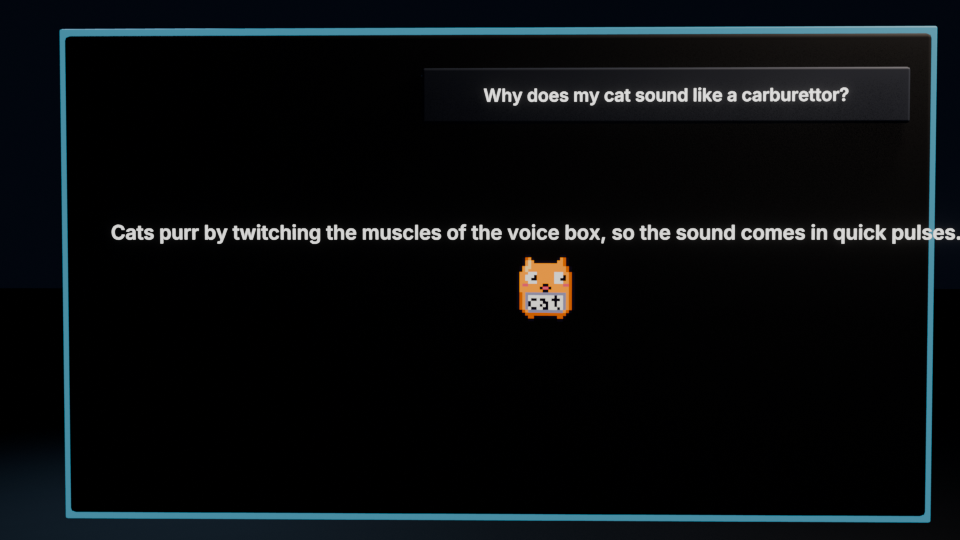 Why does my cat sound like a carburettor?
Cats purr by twitching the muscles of the voice box, so the sound comes in quick pulses.
cat